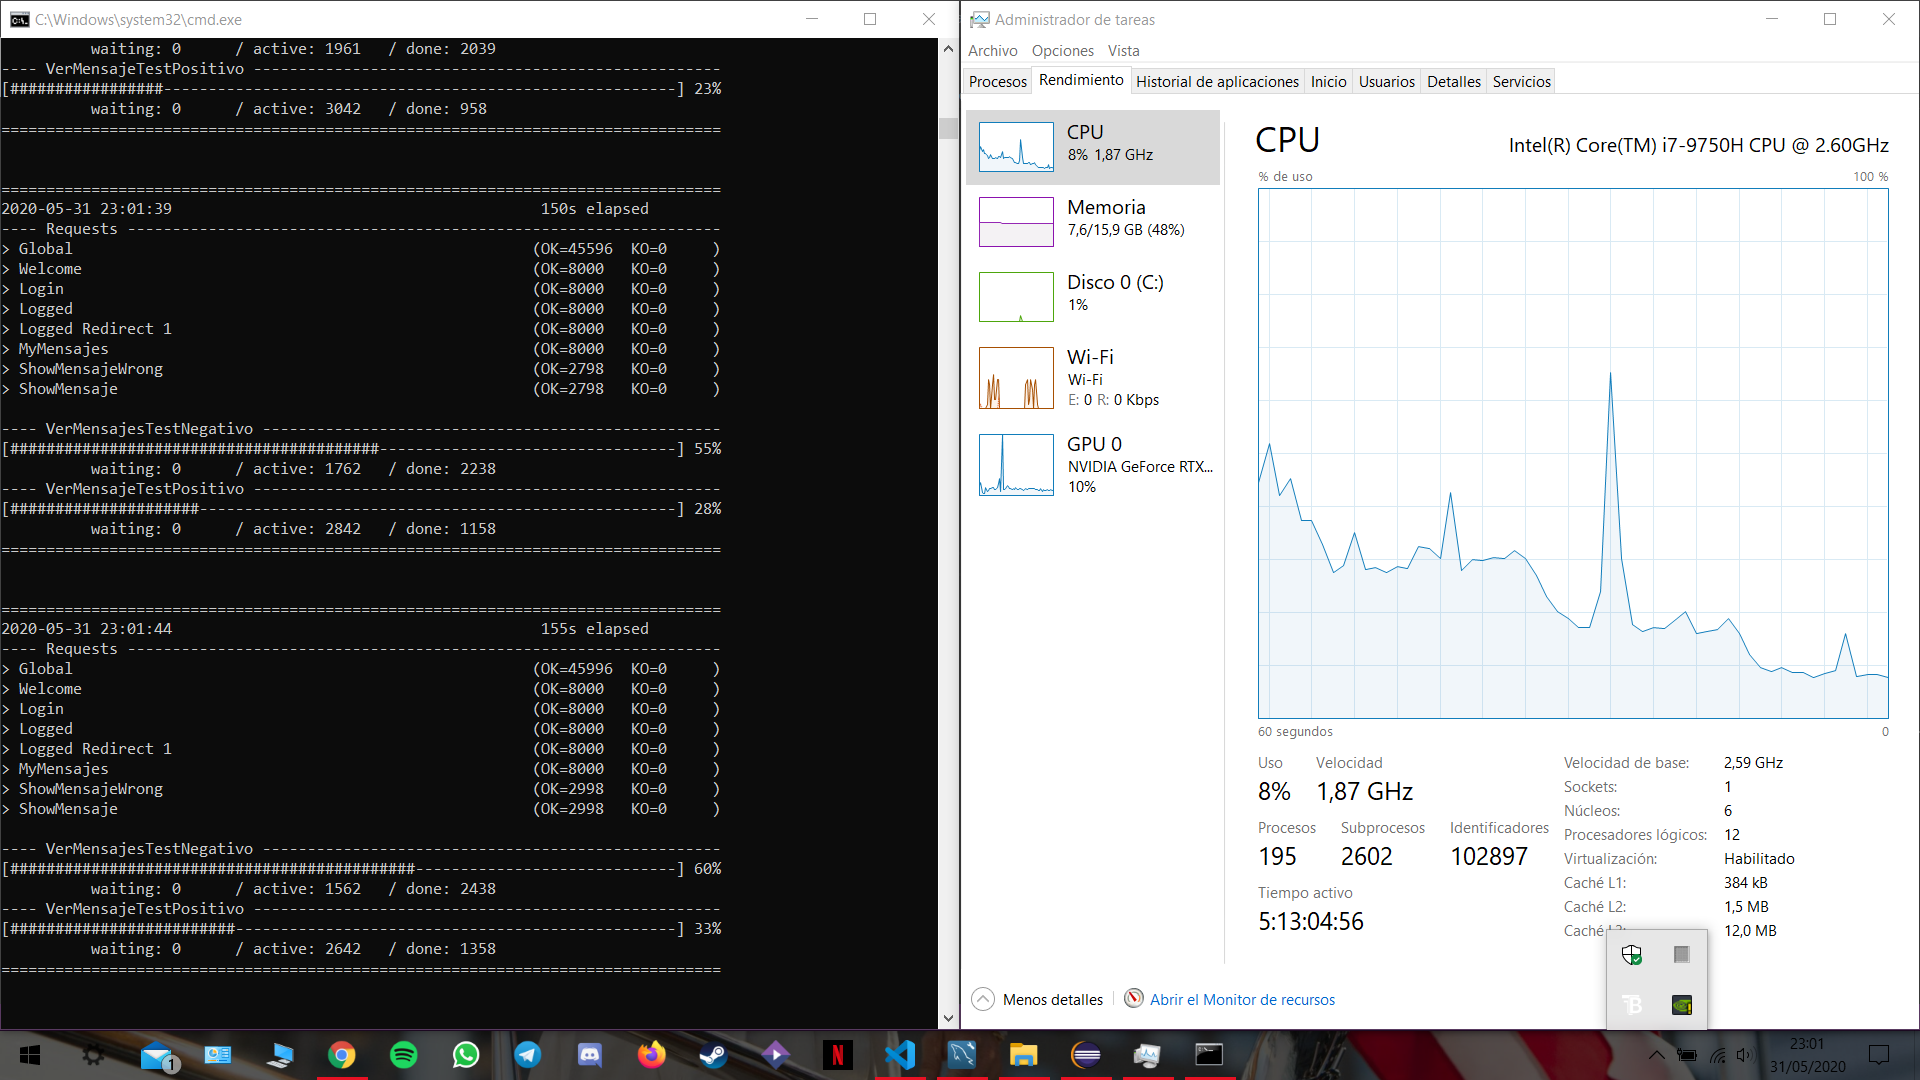 C:\Windows\system32\cmd.exe
waiting: 0      / active: 1961   / done: 2039
---- VerMensajeTestPositivo ----------------------------------------------------
[#################---------------------------------------------------------] 23%
waiting: 0      / active: 3042   / done: 958
================================================================================
================================================================================
2020-05-31 23:01:39                                         150s elapsed
---- Requests ------------------------------------------------------------------
> Global                                                   (OK=45596  KO=0     )
> Welcome                                                  (OK=8000   KO=0     )
> Login                                                    (OK=8000   KO=0     )
> Logged                                                   (OK=8000   KO=0     )
> Logged Redirect 1                                        (OK=8000   KO=0     )
> MyMensajes                                               (OK=8000   KO=0     )
> ShowMensajeWrong                                         (OK=2798   KO=0     )
> ShowMensaje                                              (OK=2798   KO=0     )
---- VerMensajesTestNegativo ---------------------------------------------------
[#########################################---------------------------------] 55%
waiting: 0      / active: 1762   / done: 2238
---- VerMensajeTestPositivo ----------------------------------------------------
[#####################-----------------------------------------------------] 28%
waiting: 0      / active: 2842   / done: 1158
================================================================================
================================================================================
2020-05-31 23:01:44                                         155s elapsed
---- Requests ------------------------------------------------------------------
> Global                                                   (OK=45996  KO=0     )
> Welcome                                                  (OK=8000   KO=0     )
> Login                                                    (OK=8000   KO=0     )
> Logged                                                   (OK=8000   KO=0     )
> Logged Redirect 1                                        (OK=8000   KO=0     )
> MyMensajes                                               (OK=8000   KO=0     )
> ShowMensajeWrong                                         (OK=2998   KO=0     )
> ShowMensaje                                              (OK=2998   KO=0     )
---- VerMensajesTestNegativo ---------------------------------------------------
[#############################################-----------------------------] 60%
waiting: 0      / active: 1562   / done: 2438
---- VerMensajeTestPositivo ----------------------------------------------------
[#########################-------------------------------------------------] 33%
waiting: 0      / active: 2642   / done: 1358
================================================================================
Administrador de tareas
Archivo Opciones Vista
Procesos Rendimiento Historial de aplicaciones Inicio Usuarios Detalles Servicios
CPU
8% 1,87 GHz
Memoria
7,6/15,9 GB (48%)
Disco 0 (C:)
1%
Wi-Fi
Wi-Fi
E: 0 R: 0 Kbps
GPU 0
NVIDIA GeForce RTX...
10%
CPU Intel(R) Core(TM) i7-9750H CPU @ 2.60GHz
% de uso 100 %
60 segundos 0
Uso Velocidad
8% 1,87 GHz
Procesos Subprocesos Identificadores
195 2602 102897
Tiempo activo
5:13:04:56
Velocidad de base: 2,59 GHz
Sockets: 1
Núcleos: 6
Procesadores lógicos: 12
Virtualización: Habilitado
Caché L1: 384 kB
Caché L2: 1,5 MB
Caché 12,0 MB
Menos detalles Abrir el Monitor de recursos
1
N
23:01
31/05/2020